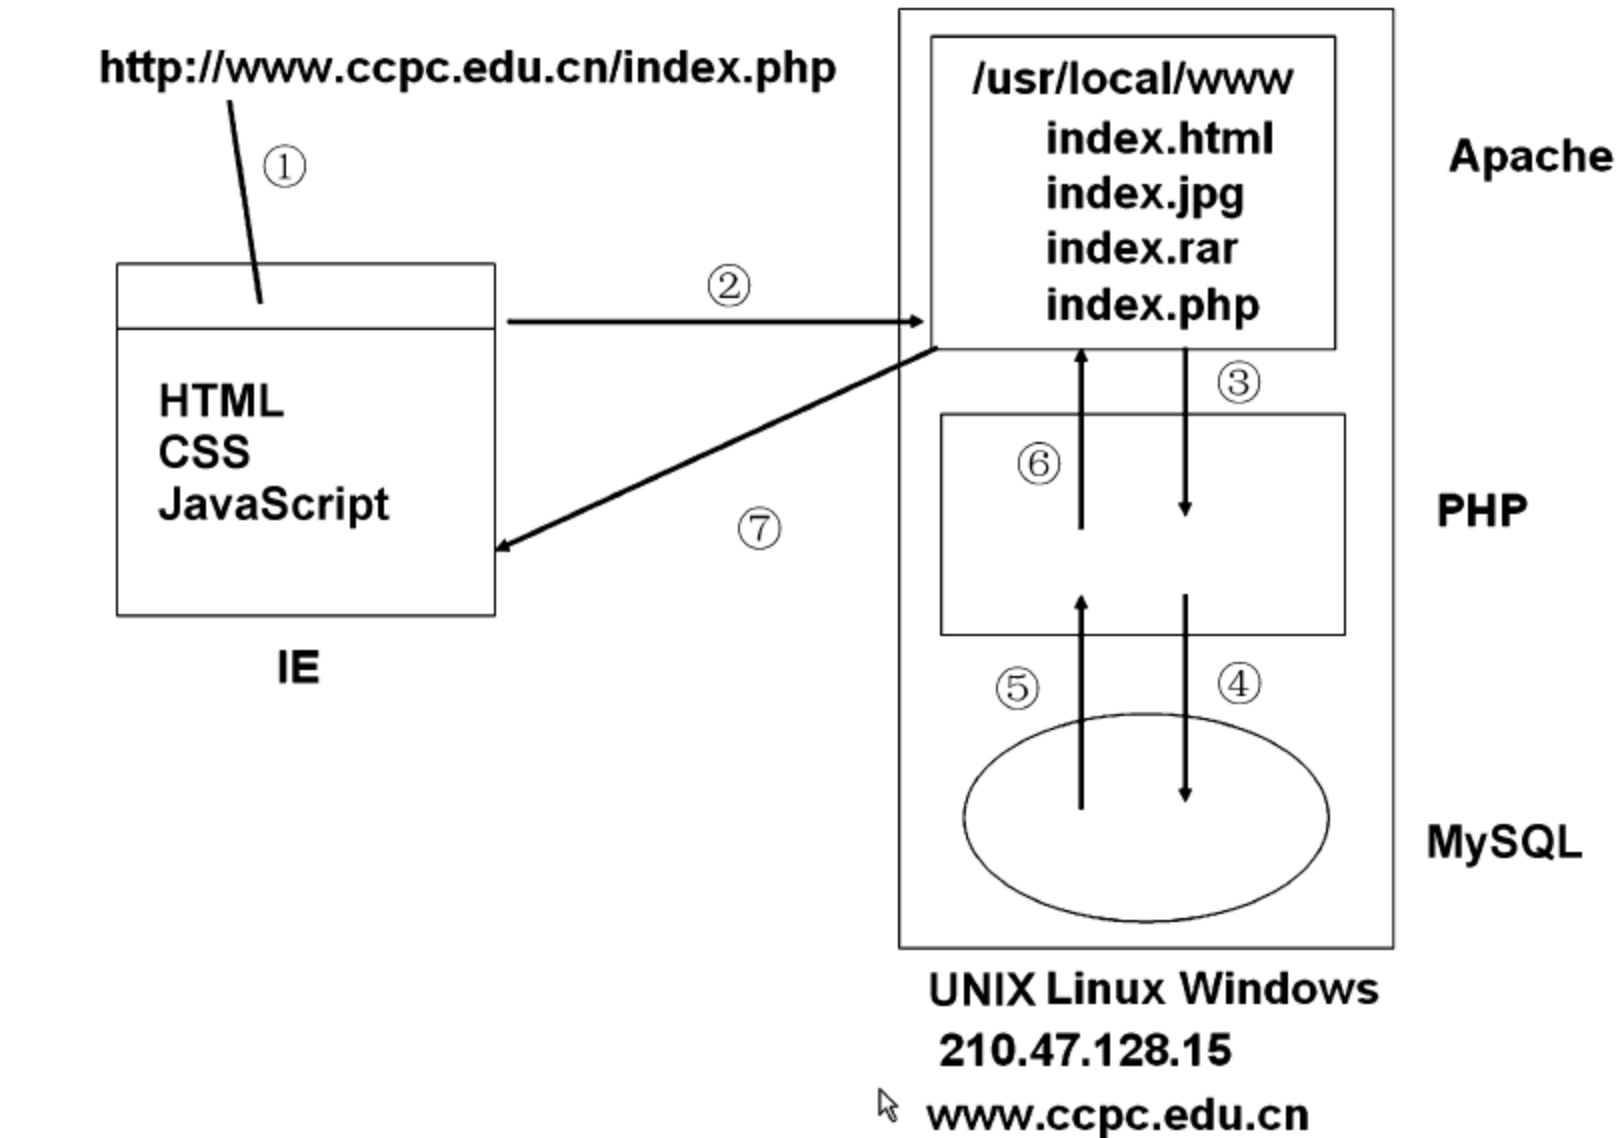 http://www.ccpc.edu.cn/index.php
①
HTML
CSS
JavaScript
IE
②
⑦
/usr/local/www
index.html
index.jpg
index.rar
index.php
Apache
③
⑥
PHP
⑤
④
MySQL
UNIX Linux Windows
210.47.128.15
www.ccpc.edu.cn